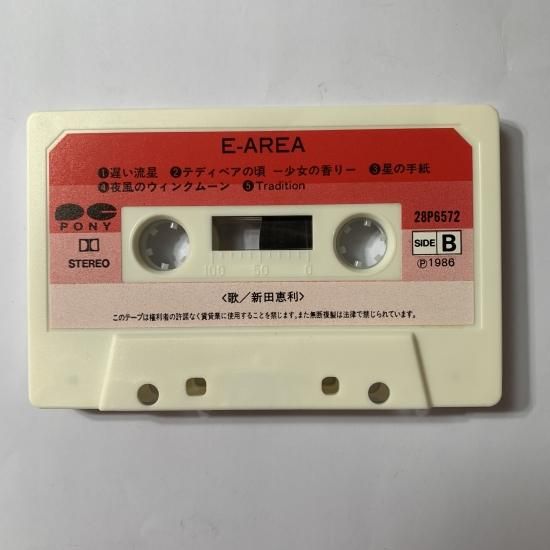 E-AREA
❶遅い流星 ❷テディベアの頃 ー少女の香りー ❸星の手紙
❹夜風のウィンクムーン ❺Tradition
PONY
28P6572
STEREO
SIDE B
Ⓟ1986
100 50 0
〈歌／新田恵利〉
このテープは権利者の許諾なく賃貸業に使用することを禁じます。また無断複製は法律で禁じられています。